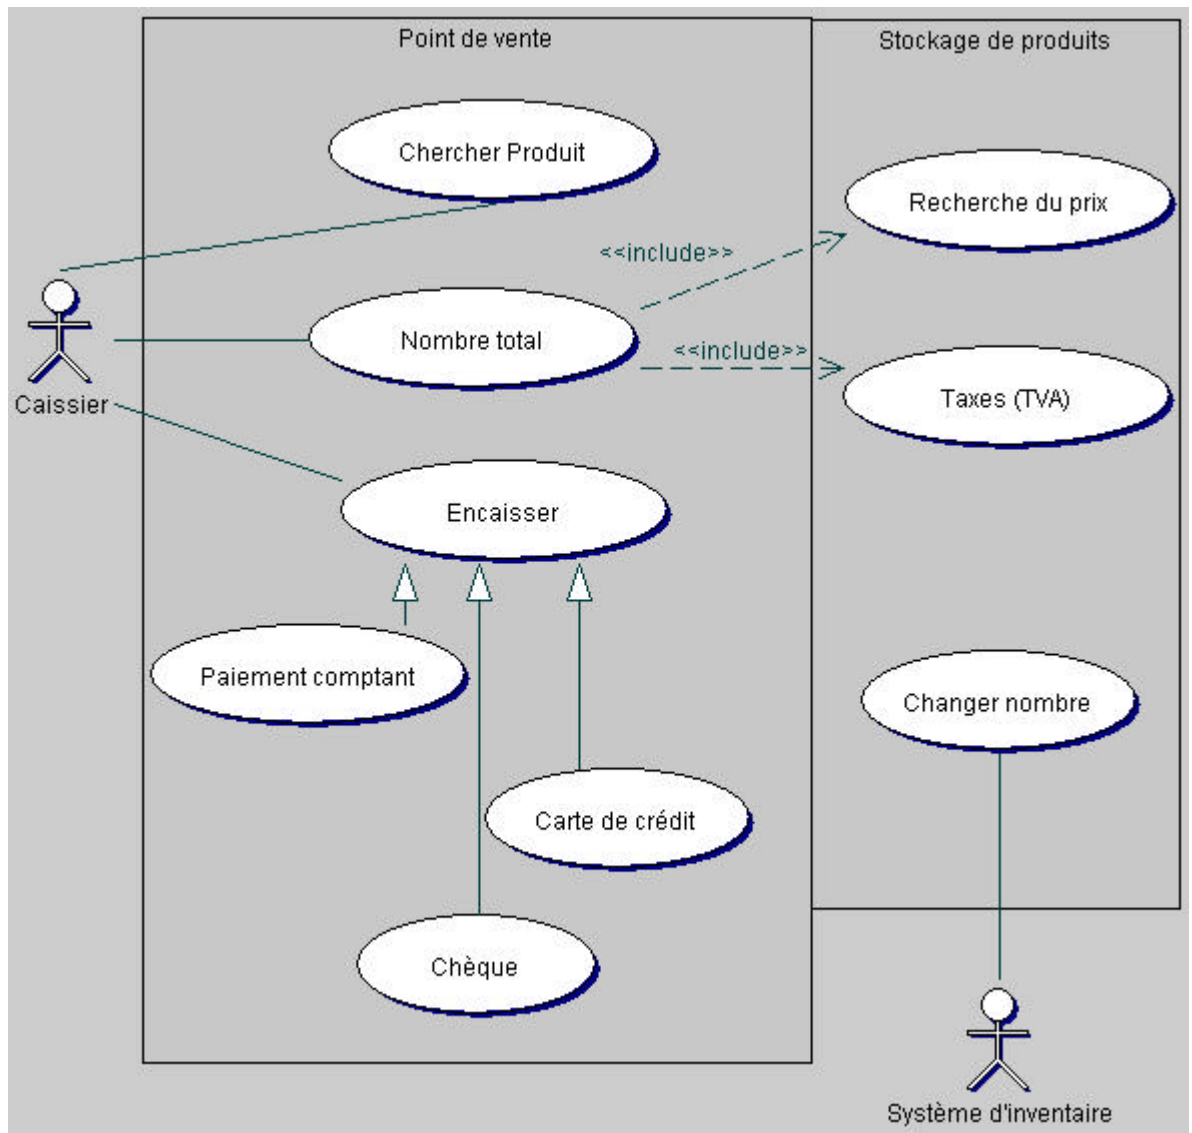 Point de vente
Stockage de produits
Chercher Produit
Recherche du prix
<<include>>
Nombre total
<<include>>
Taxes (TVA)
Caissier
Encaisser
Paiement comptant
Changer nombre
Carte de crédit
Chèque
Système d'inventaire